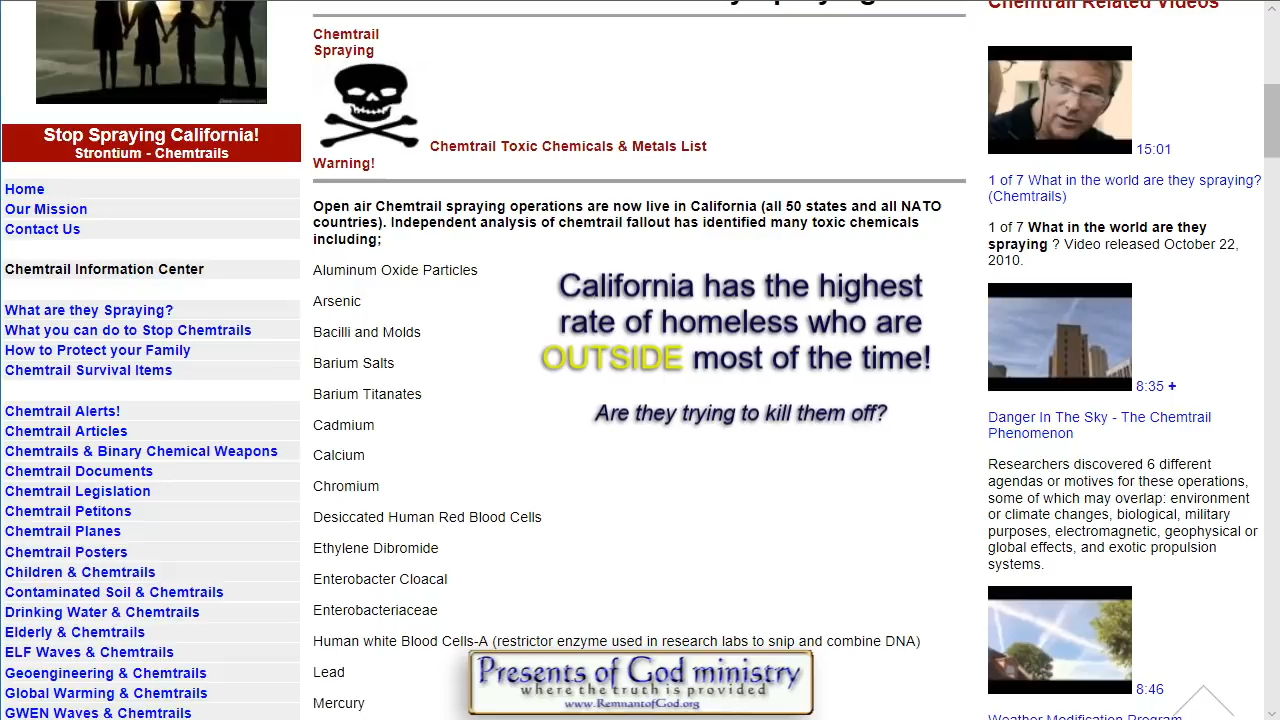 Stop Spraying California!
Strontium - Chemtrails
Home
Our Mission
Contact Us
Chemtrail Information Center
What are they Spraying?
What you can do to Stop Chemtrails
How to Protect your Family
Chemtrail Survival Items
Chemtrail Alerts!
Chemtrail Articles
Chemtrails & Binary Chemical Weapons
Chemtrail Documents
Chemtrail Legislation
Chemtrail Petitons
Chemtrail Planes
Chemtrail Posters
Children & Chemtrails
Contaminated Soil & Chemtrails
Drinking Water & Chemtrails
Elderly & Chemtrails
ELF Waves & Chemtrails
Geoengineering & Chemtrails
Global Warming & Chemtrails
GWEN Waves & Chemtrails
Chemtrail
Spraying
Chemtrail Toxic Chemicals & Metals List
Warning!
Open air Chemtrail spraying operations are now live in California (all 50 states and all NATO
countries). Independent analysis of chemtrail fallout has identified many toxic chemicals
including;
Aluminum Oxide Particles
Arsenic
Bacilli and Molds
Barium Salts
Barium Titanates
Cadmium
Calcium
Chromium
Desiccated Human Red Blood Cells
Ethylene Dibromide
Enterobacter Cloacal
Enterobacteriaceae
Human white Blood Cells-A (restrictor enzyme used in research labs to snip and combine DNA)
Lead
Mercury
California has the highest
rate of homeless who are
OUTSIDE most of the time!
Are they trying to kill them off?
Presents of God ministry
where the truth is provided
www.RemnantofGod.org
Chemtrail Related Videos
15:01
1 of 7 What in the world are they spraying?
(Chemtrails)
1 of 7 What in the world are they
spraying ? Video released October 22,
2010.
8:35 +
Danger In The Sky - The Chemtrail
Phenomenon
Researchers discovered 6 different
agendas or motives for these operations,
some of which may overlap: environment
or climate changes, biological, military
purposes, electromagnetic, geophysical or
global effects, and exotic propulsion
systems.
8:46
Weather Modification Program